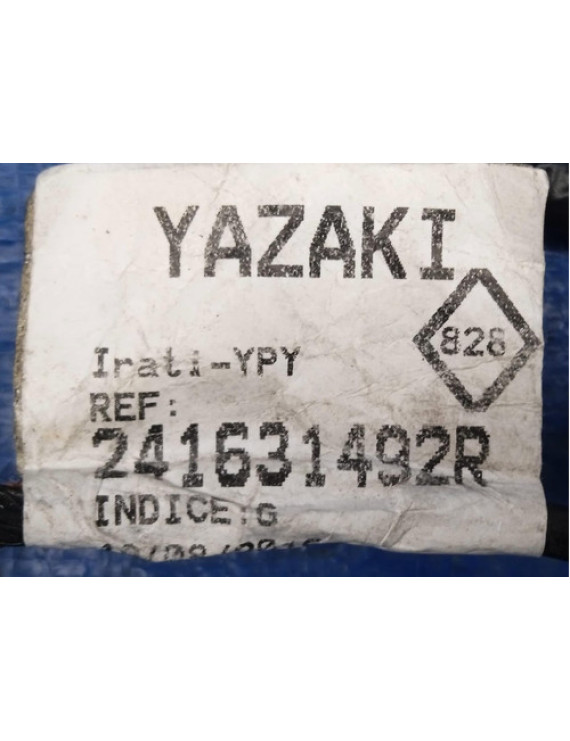 YAZAKI
828
Irati-YPY
REF:
241631492R
INDICE:G